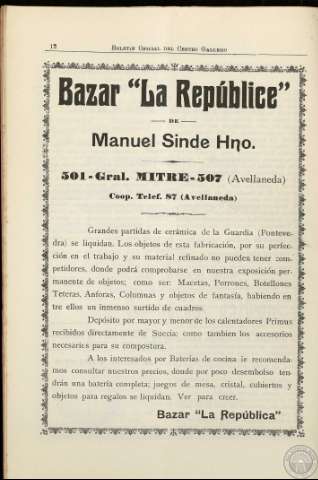 12 BOLETIN OFICIAL DEL CENTRO GALLEGO
Bazar "La Repúblice"
DE
Manuel Sinde Hno.
501-Gral. MITRE-507 (Avellaneda)
Coop. Telef. 87 (Avellaneda)
Grandes partidas de cerámica de la Guardia (Ponteve-
dra) se liquidan. Los objetos de esta fabricación, por su perfec-
ción en el trabajo y su material refinado no pueden tener com-
petidores, donde podrá comprobarse en nuestra exposición per-
manente de objetos; como ser: Macetas, Porrones, Botellones
Teteras, Anforas, Colomnas y objetos de fantasía, habiendo en-
tre ellos un inmenso surtido de cuadros.
Depósito por mayor y menor de los calentadores Primus
recibidos directamente de Suecia: como tambien los accesorios
necesarios para su compostura.
A los interesados por Baterías de cocina le recomenda-
mos consultar nuestros precios, donde por poco desembolso ten-
drán una batería completa; juegos de mesa, cristal, cubiertos y
objetos para regalos se liquidan. Ver para creer.
Bazar "La República"